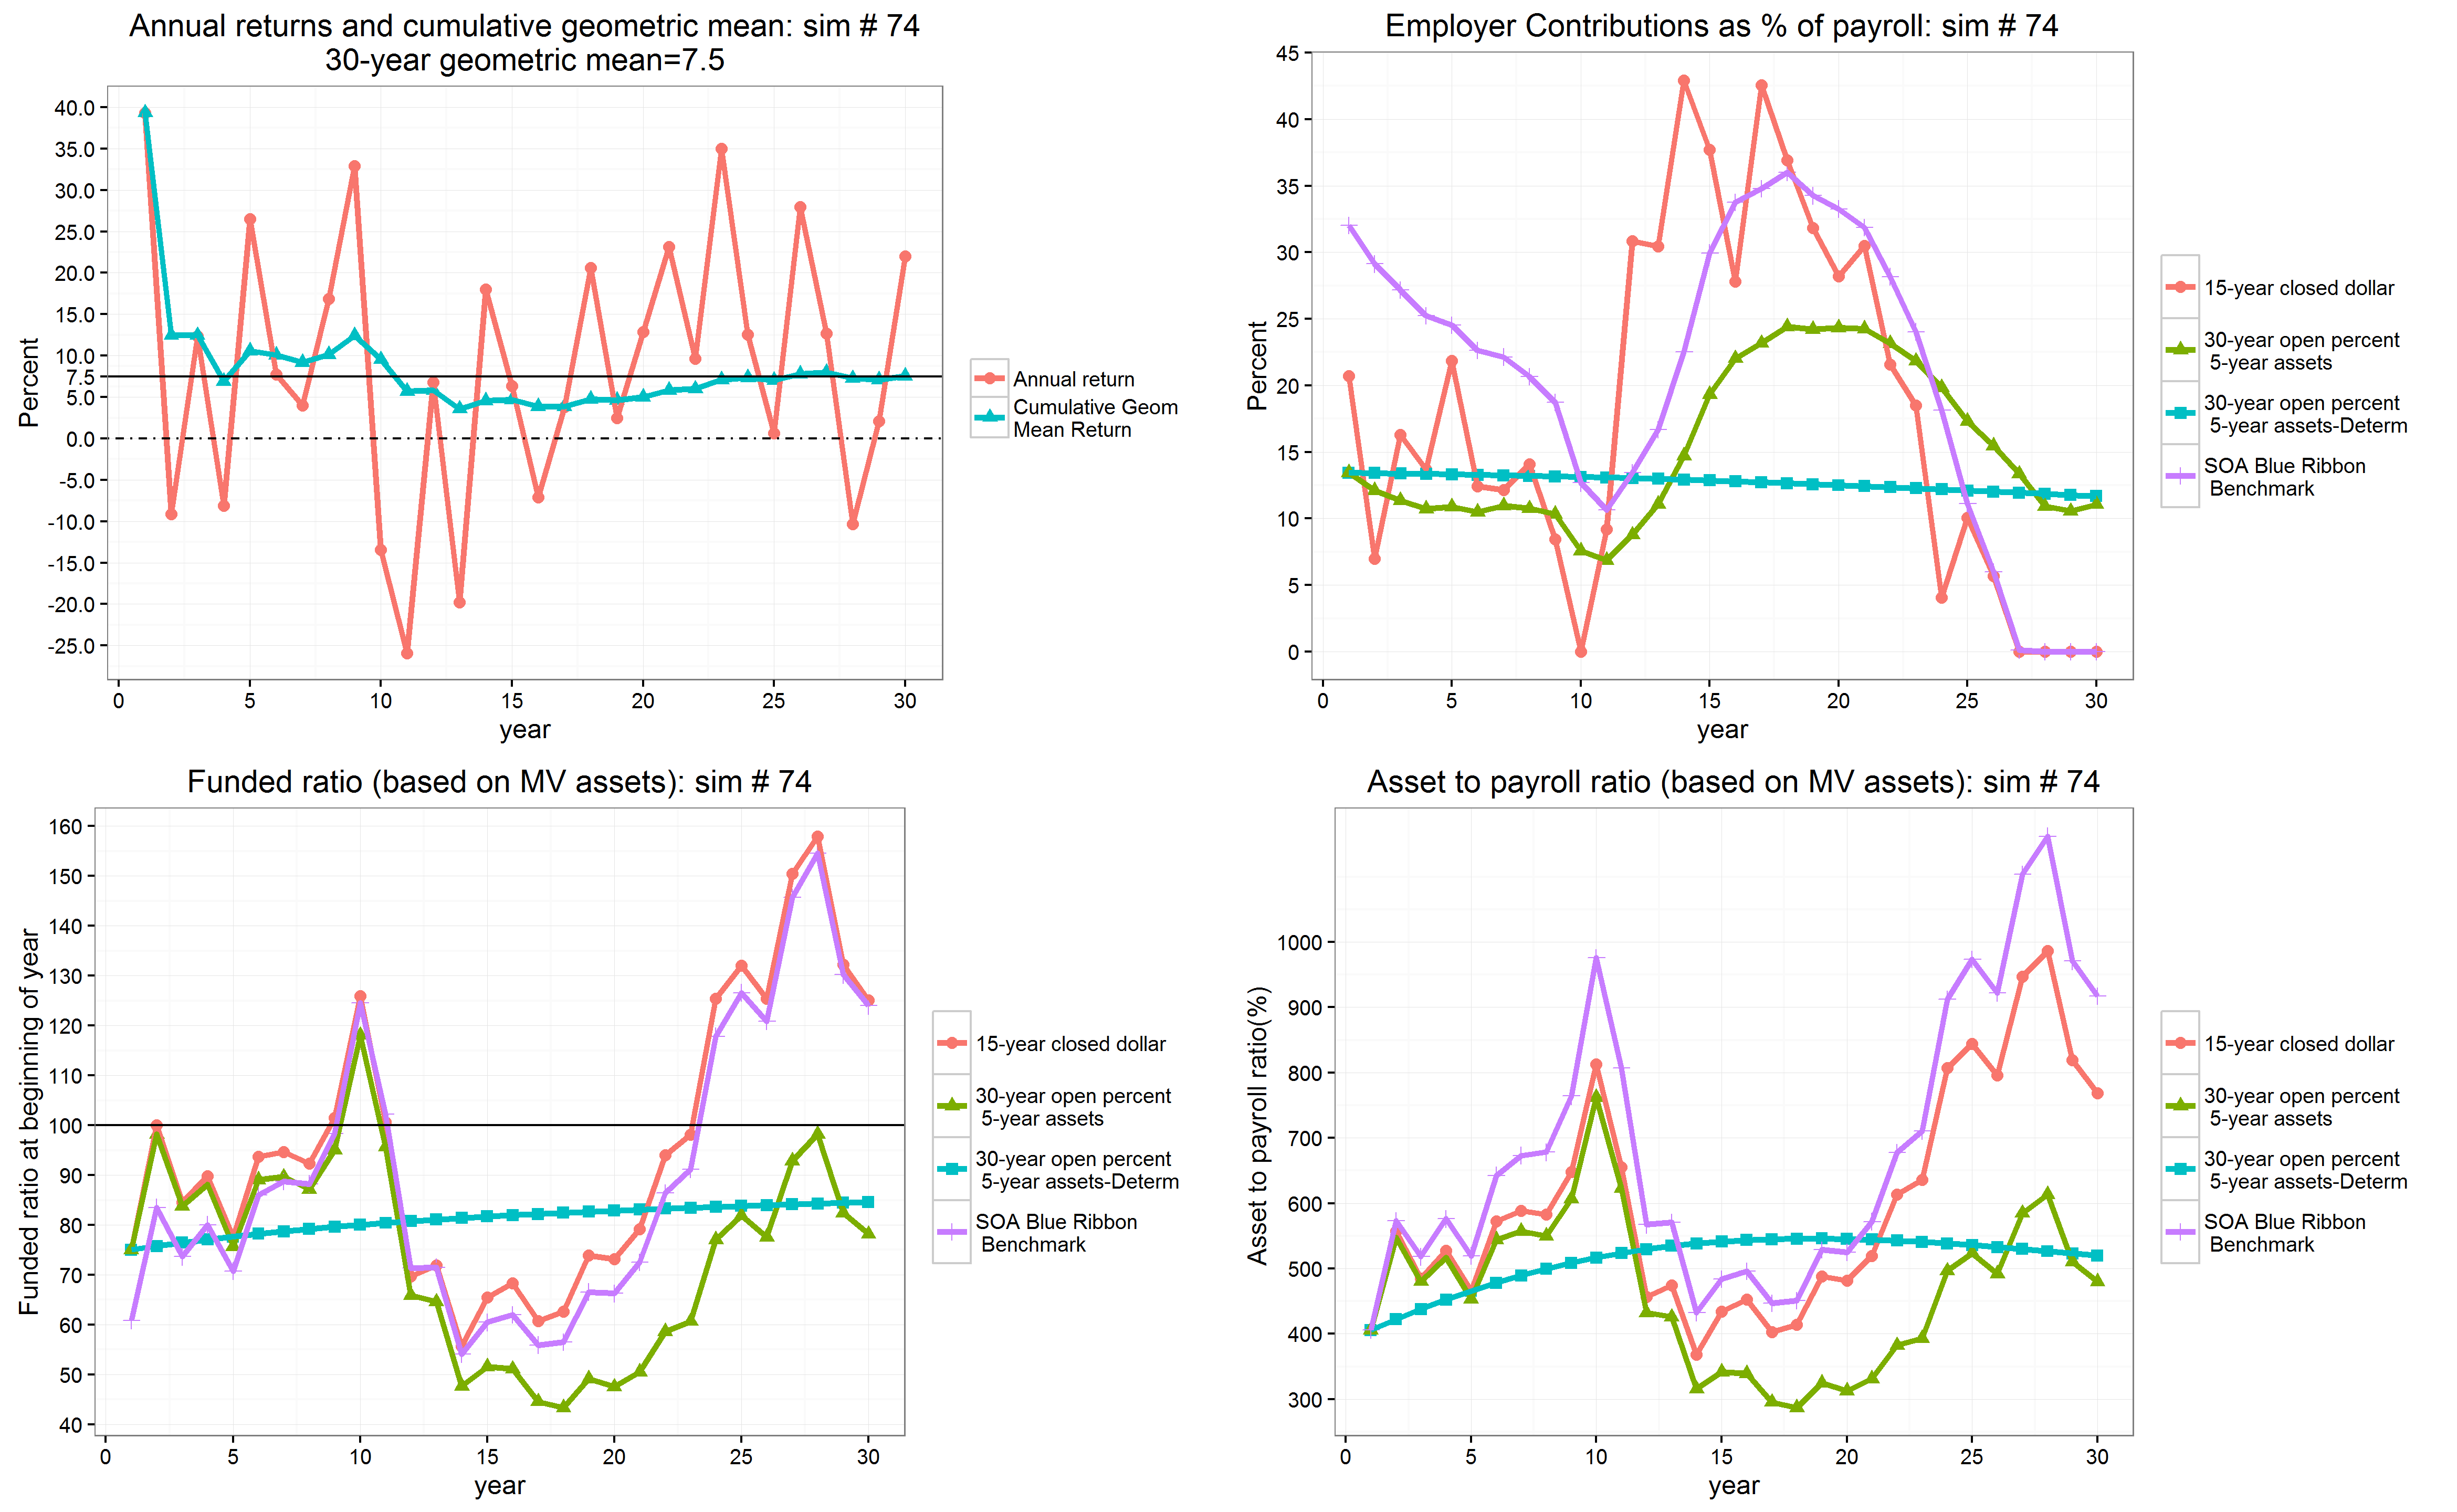 Annual returns and cumulative geometric mean: sim # 74
30-year geometric mean=7.5
40.0
35.0
30.0
25.0
20.0
15.0
10.0
7.5
5.0
0.0
-5.0
-10.0
-15.0
-20.0
-25.0
Percent
0 5 10 15 20 25 30
year
Annual return
Cumulative Geom
Mean Return
Employer Contributions as % of payroll: sim # 74
45
40
35
30
25
20
15
10
5
0
Percent
0 5 10 15 20 25 30
year
15-year closed dollar
30-year open percent
5-year assets
30-year open percent
5-year assets-Determ
SOA Blue Ribbon
Benchmark
Funded ratio (based on MV assets): sim # 74
160
150
140
130
120
110
100
90
80
70
60
50
40
Funded ratio at beginning of year
0 5 10 15 20 25 30
year
15-year closed dollar
30-year open percent
5-year assets
30-year open percent
5-year assets-Determ
SOA Blue Ribbon
Benchmark
Asset to payroll ratio (based on MV assets): sim # 74
1000
900
800
700
600
500
400
300
Asset to payroll ratio(%)
0 5 10 15 20 25 30
year
15-year closed dollar
30-year open percent
5-year assets
30-year open percent
5-year assets-Determ
SOA Blue Ribbon
Benchmark